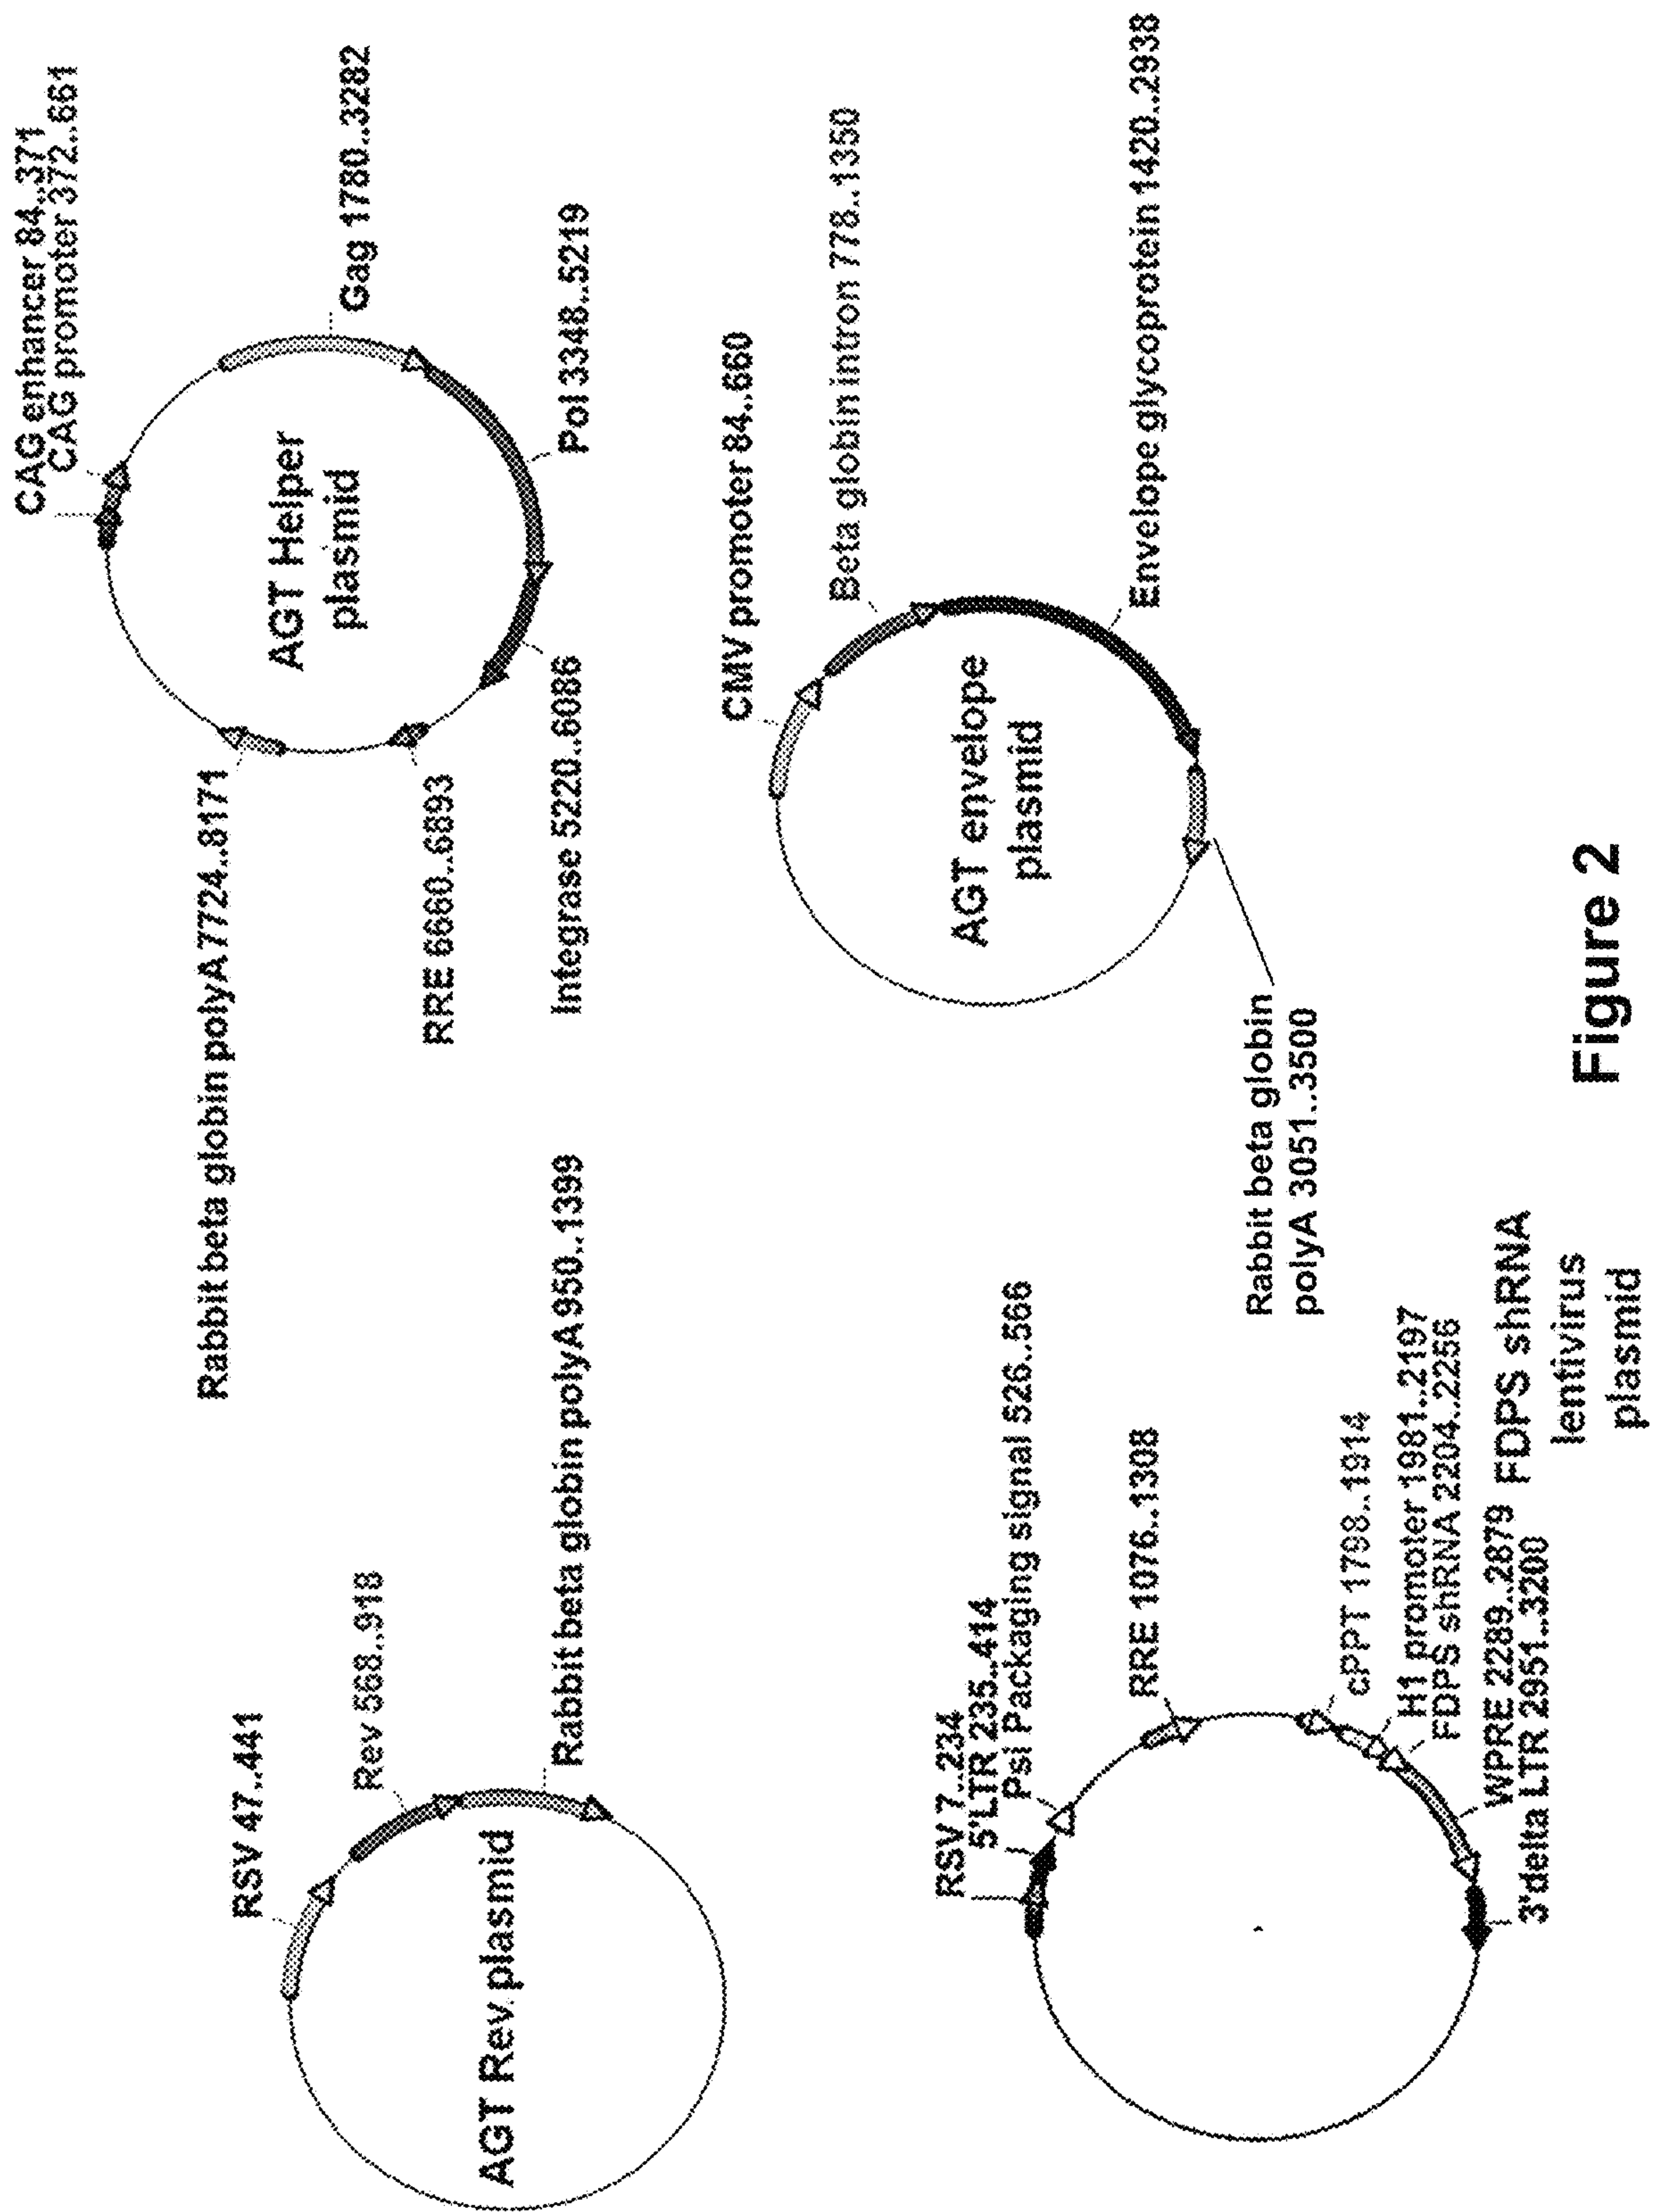 RSV 47..441
Rev 568..918
Rabbit beta globin polyA 950..1399
AGT Rev plasmid
CAG enhancer 84..371
CAG promoter 372..661
Gag 1780..3282
Pol 3348..5219
Integrase 5220..6086
RRE 6660..6893
Rabbit beta globin polyA 7724..8171
AGT Helper
plasmid
RSV 7..234
5'LTR 235..414
Psi Packaging signal 526..566
RRE 1076..1308
cPPT 1798..1914
H1 promoter 1981..2197
FDPS shRNA 2204..2256
WPRE 2289..2879
3'delta LTR 2951..3200
FDPS shRNA
lentivirus
plasmid
CMV promoter 84..660
Beta globin intron 778..1350
Envelope glycoprotein 1420..2938
Rabbit beta globin
polyA 3051..3500
AGT envelope
plasmid
Figure 2